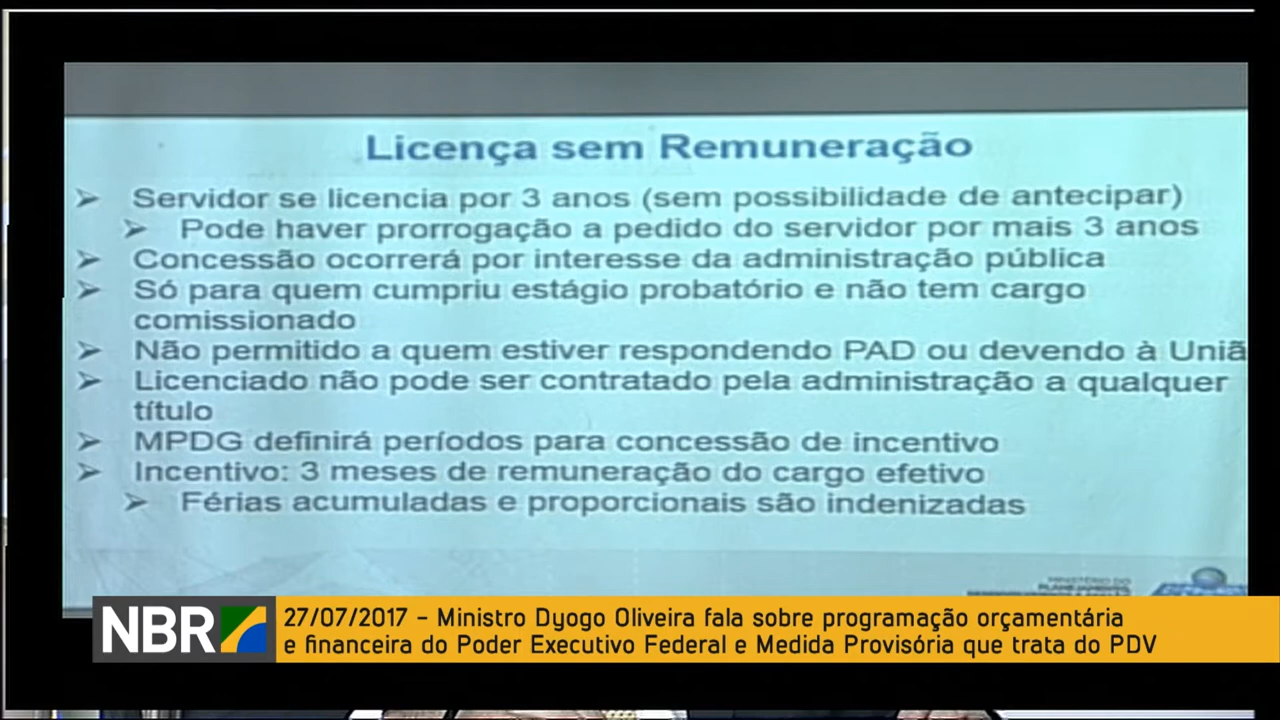 Licença sem Remuneração
➢ Servidor se licencia por 3 anos (sem possibilidade de antecipar)
➢ Pode haver prorrogação a pedido do servidor por mais 3 anos
➢ Concessão ocorrerá por interesse da administração pública
➢ Só para quem cumpriu estágio probatório e não tem cargo
comissionado
➢ Não permitido a quem estiver respondendo PAD ou devendo à Uniã
➢ Licenciado não pode ser contratado pela administração a qualquer
título
➢ MPDG definirá períodos para concessão de incentivo
➢ Incentivo: 3 meses de remuneração do cargo efetivo
➢ Férias acumuladas e proporcionais são indenizadas
MINISTÉRIO DO
PLANEJAMENTO,
NBR
27/07/2017 - Ministro Dyogo Oliveira fala sobre programação orçamentária
e financeira do Poder Executivo Federal e Medida Provisória que trata do PDV